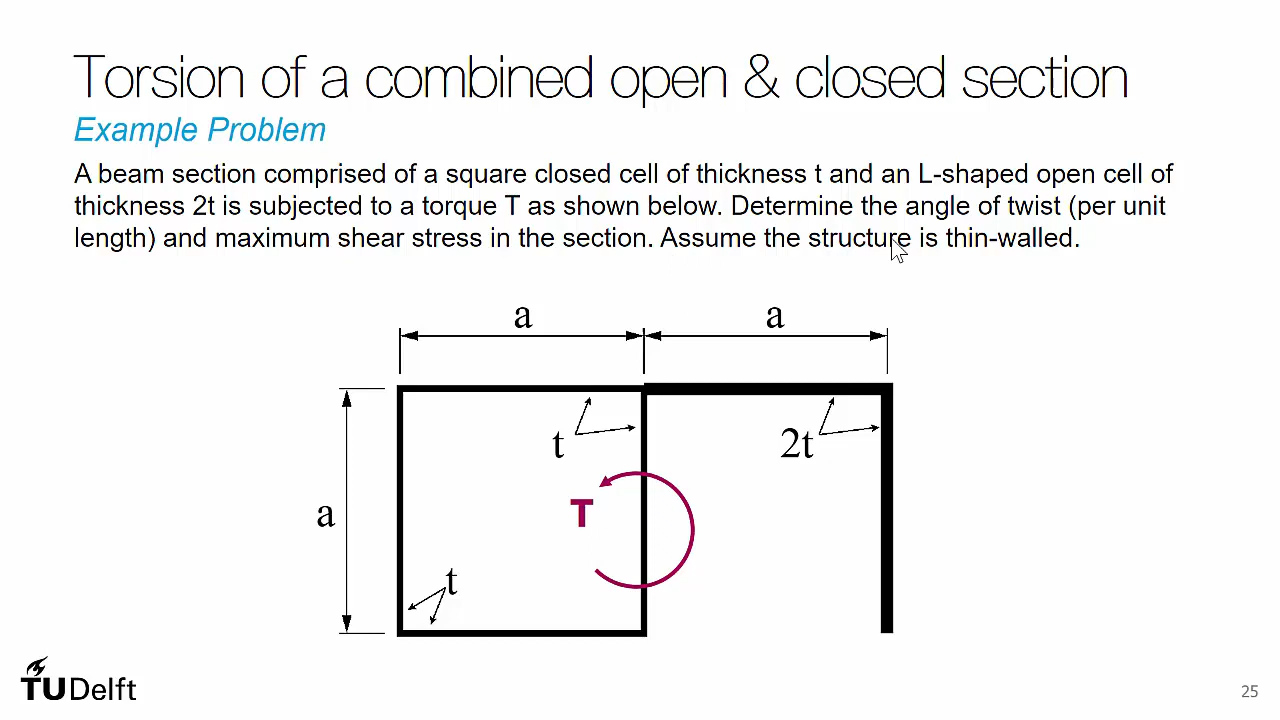 Torsion of a combined open & closed section
Example Problem
A beam section comprised of a square closed cell of thickness t and an L-shaped open cell of
thickness 2t is subjected to a torque T as shown below. Determine the angle of twist (per unit
length) and maximum shear stress in the section. Assume the structure is thin-walled.
a
a
t
2t
a
T
t
TUDelft
25